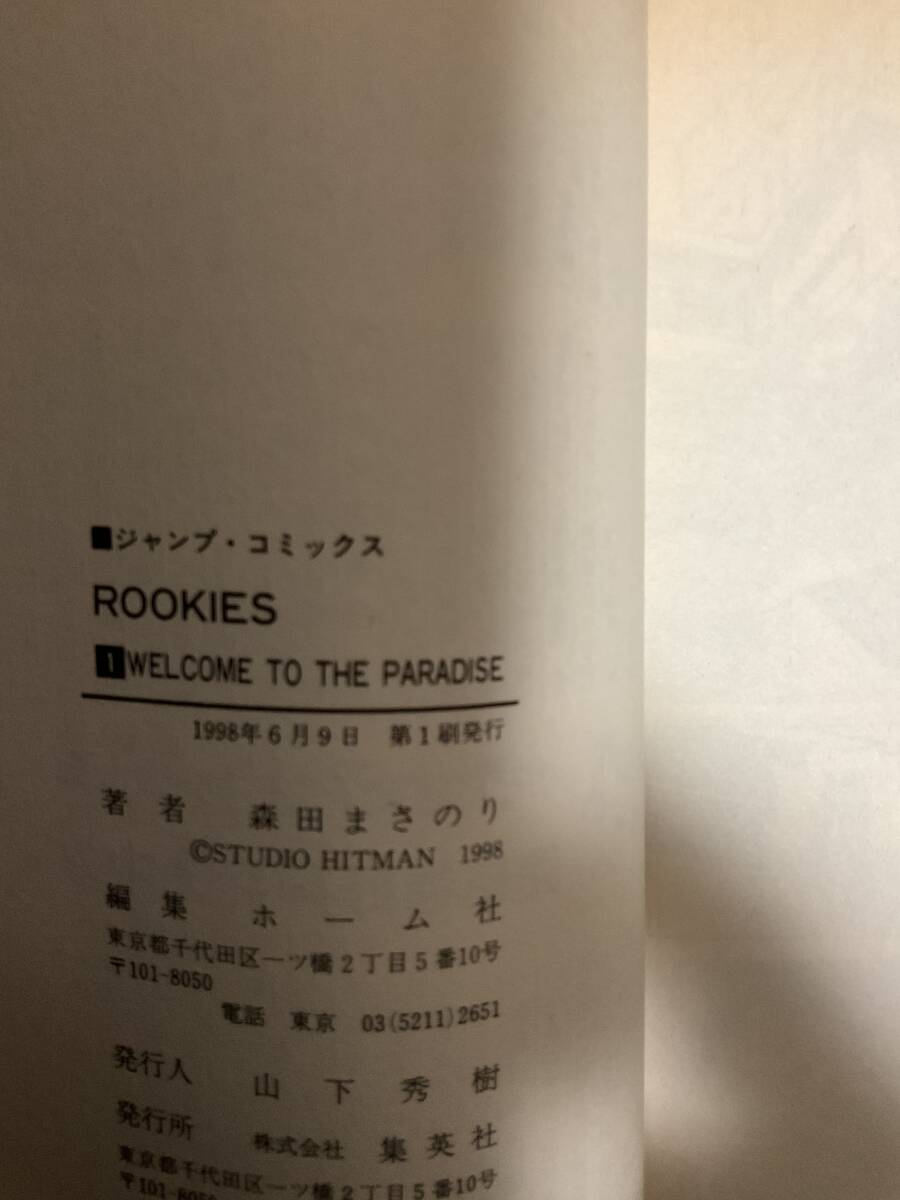 ■ジャンプ・コミックス
ROOKIES
1 WELCOME TO THE PARADISE
1998年6月9日 第1刷発行
著者 森田まさのり
©STUDIO HITMAN 1998
編集 ホーム社
東京都千代田区一ツ橋2丁目5番10号
〒101-8050
電話 東京 03(5211)2651
発行人 山下秀樹
発行所 株式会社 集英社
東京都千代田区一ツ橋2丁目5番10号
〒101-8050